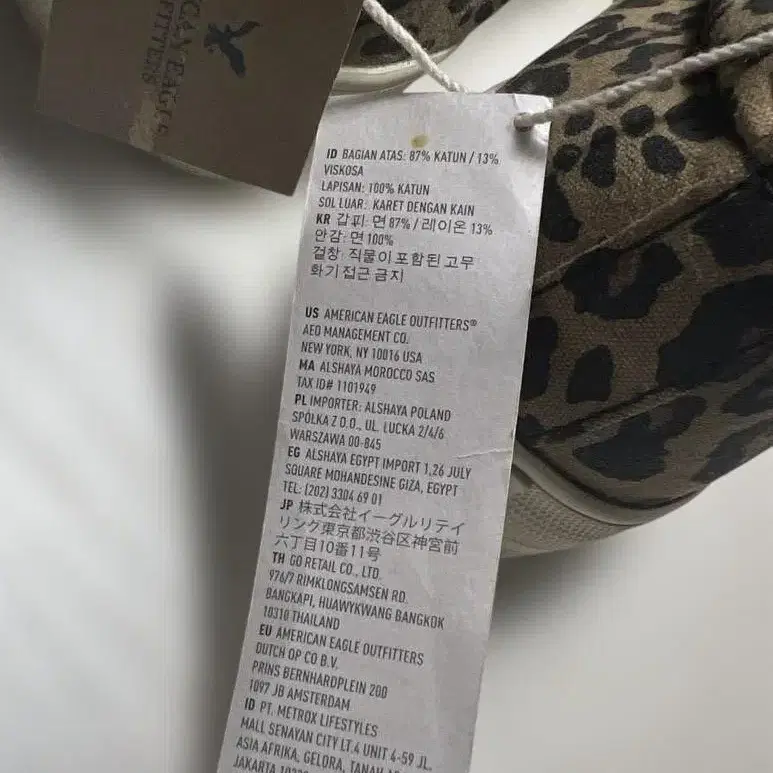 CAN EAGLE
FITTERS
ID BAGIAN ATAS: 87% KATUN / 13%
VISKOSA
LAPISAN: 100% KATUN
SOL LUAR: KARET DENGAN KAIN
KR 갑피: 면 87% / 레이온 13%
안감: 면 100%
겉창: 직물이 포함된 고무
화기 접근 금지
US AMERICAN EAGLE OUTFITTERS®
AEO MANAGEMENT CO.
NEW YORK, NY 10016 USA
MA ALSHAYA MOROCCO SAS
TAX ID# 1101949
PL IMPORTER: ALSHAYA POLAND
SPÓŁKA Z O.O., UL. ŁUCKA 2/4/6
WARSZAWA 00-845
EG ALSHAYA EGYPT IMPORT 1,26 JULY
SQUARE MOHANDESINE GIZA, EGYPT
TEL: (202) 3304 69 01
JP 株式会社イーグルリテイ
リング東京都渋谷区神宮前
六丁目10番11号
TH GO RETAIL CO., LTD.
976/7 RIMKLONGSAMSEN RD.
BANGKAPI, HUAWYKWANG BANGKOK
10310 THAILAND
EU AMERICAN EAGLE OUTFITTERS
DUTCH OP CO B.V.
PRINS BERNHARDPLEIN 200
1097 JB AMSTERDAM
ID PT. METROX LIFESTYLES
MALL SENAYAN CITY LT.4 UNIT 4-59 JL.
ASIA AFRIKA, GELORA, TANAH
JAKARTA